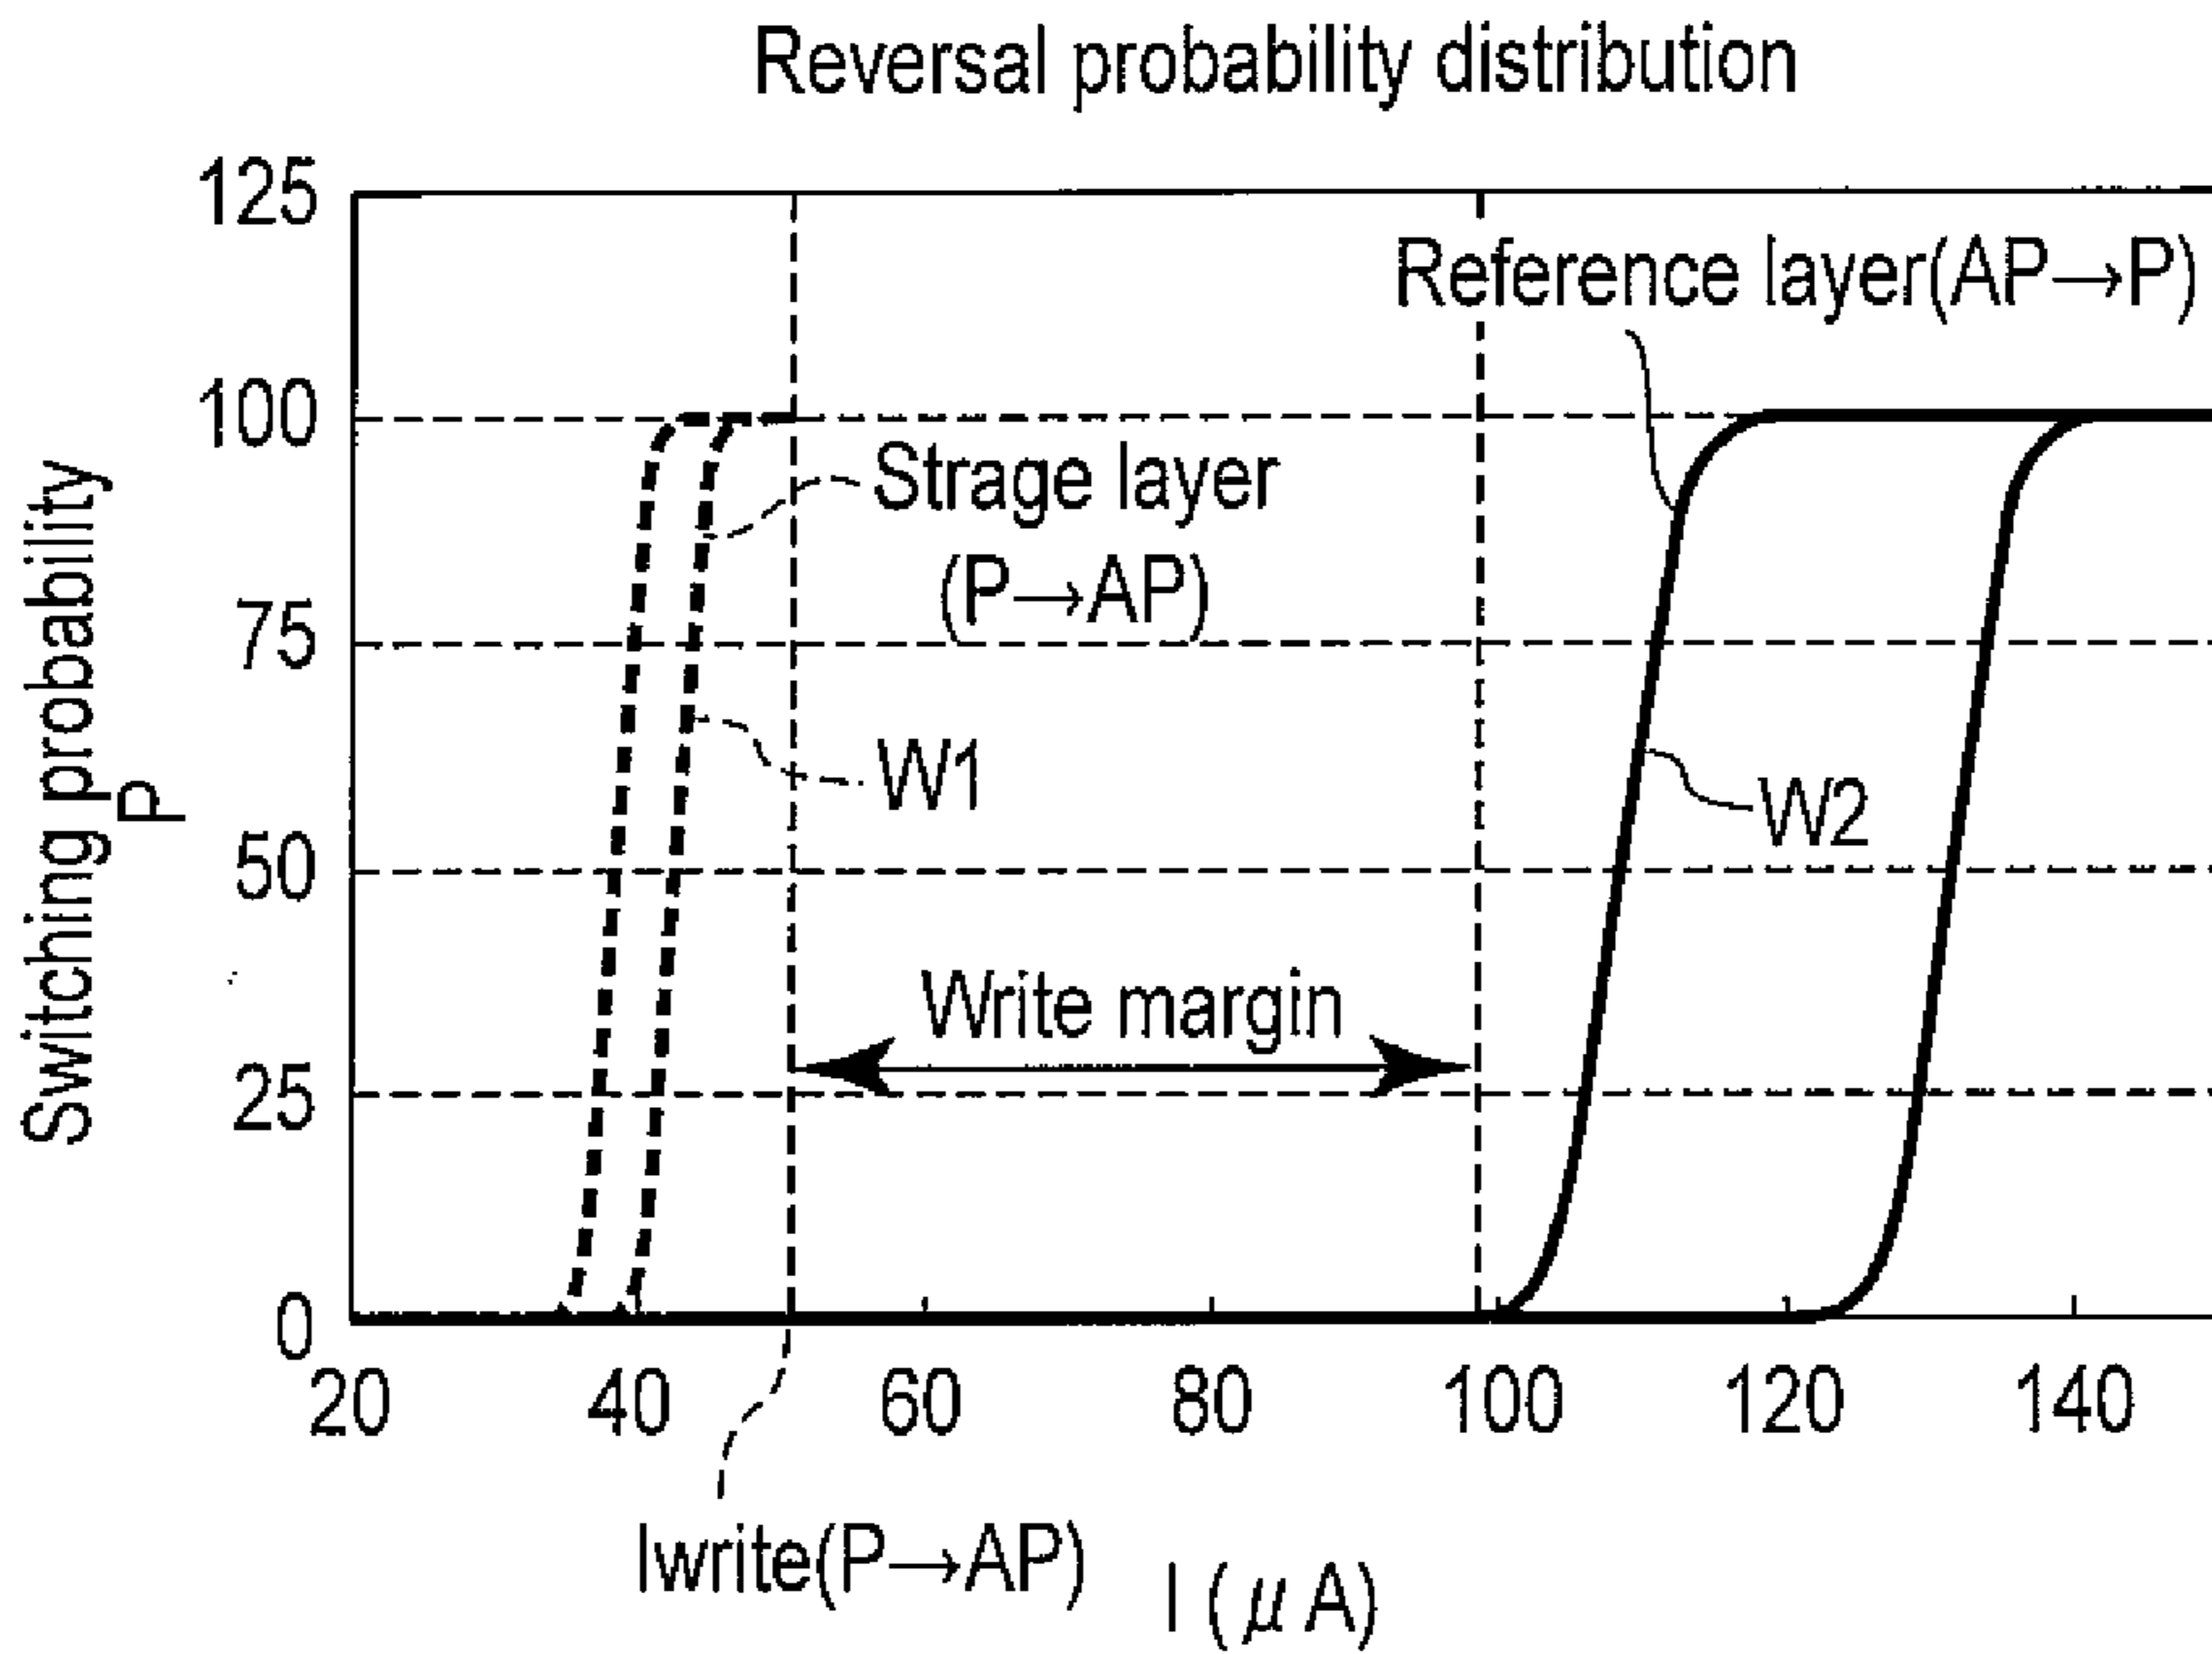 Reversal probability distribution
125
100
75
50
25
0
Switching probability
P
Reference layer(AP→P)
Strage layer
(P→AP)
W1
W2
Write margin
20 40 60 80 100 120 140
Iwrite(P→AP)
I (μA)